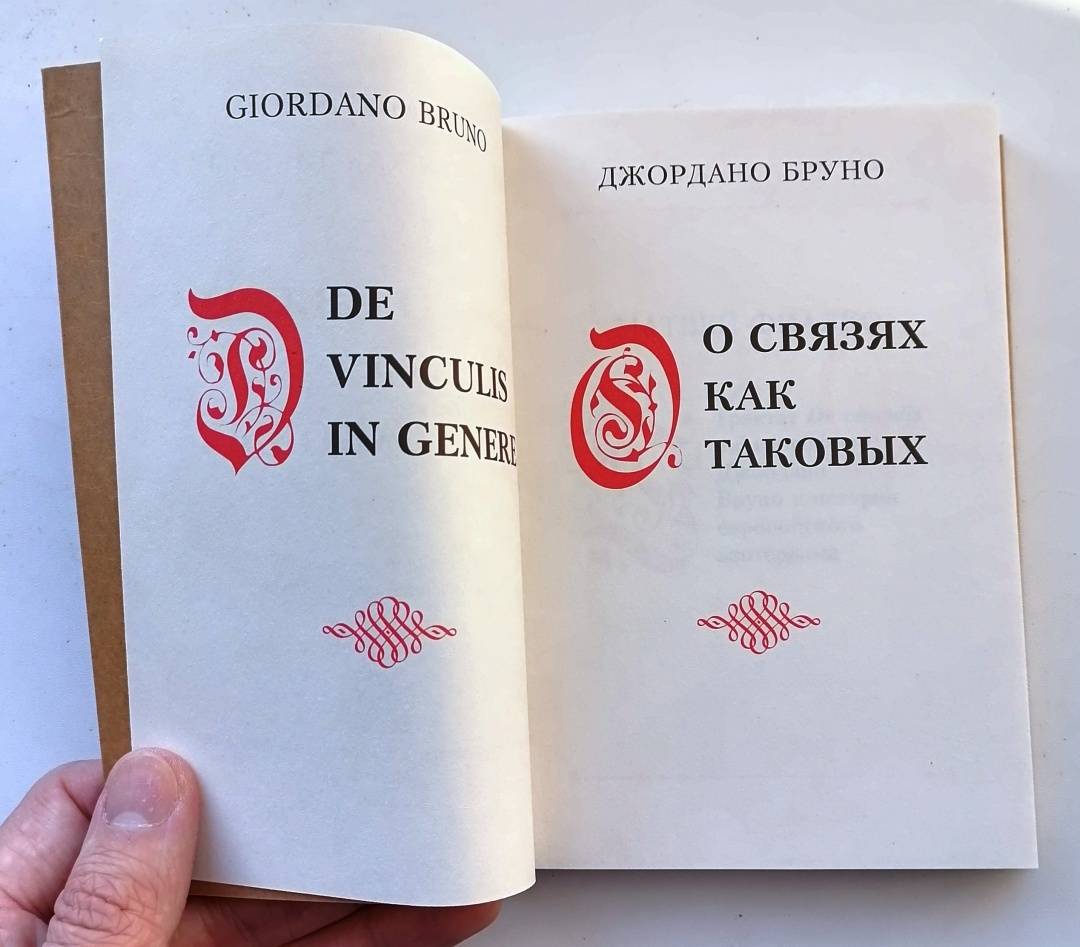 GIORDANO BRUNO
DE
VINCULIS
IN GENERE
ДЖОРДАНО БРУНО
О СВЯЗЯХ
КАК
ТАКОВЫХ